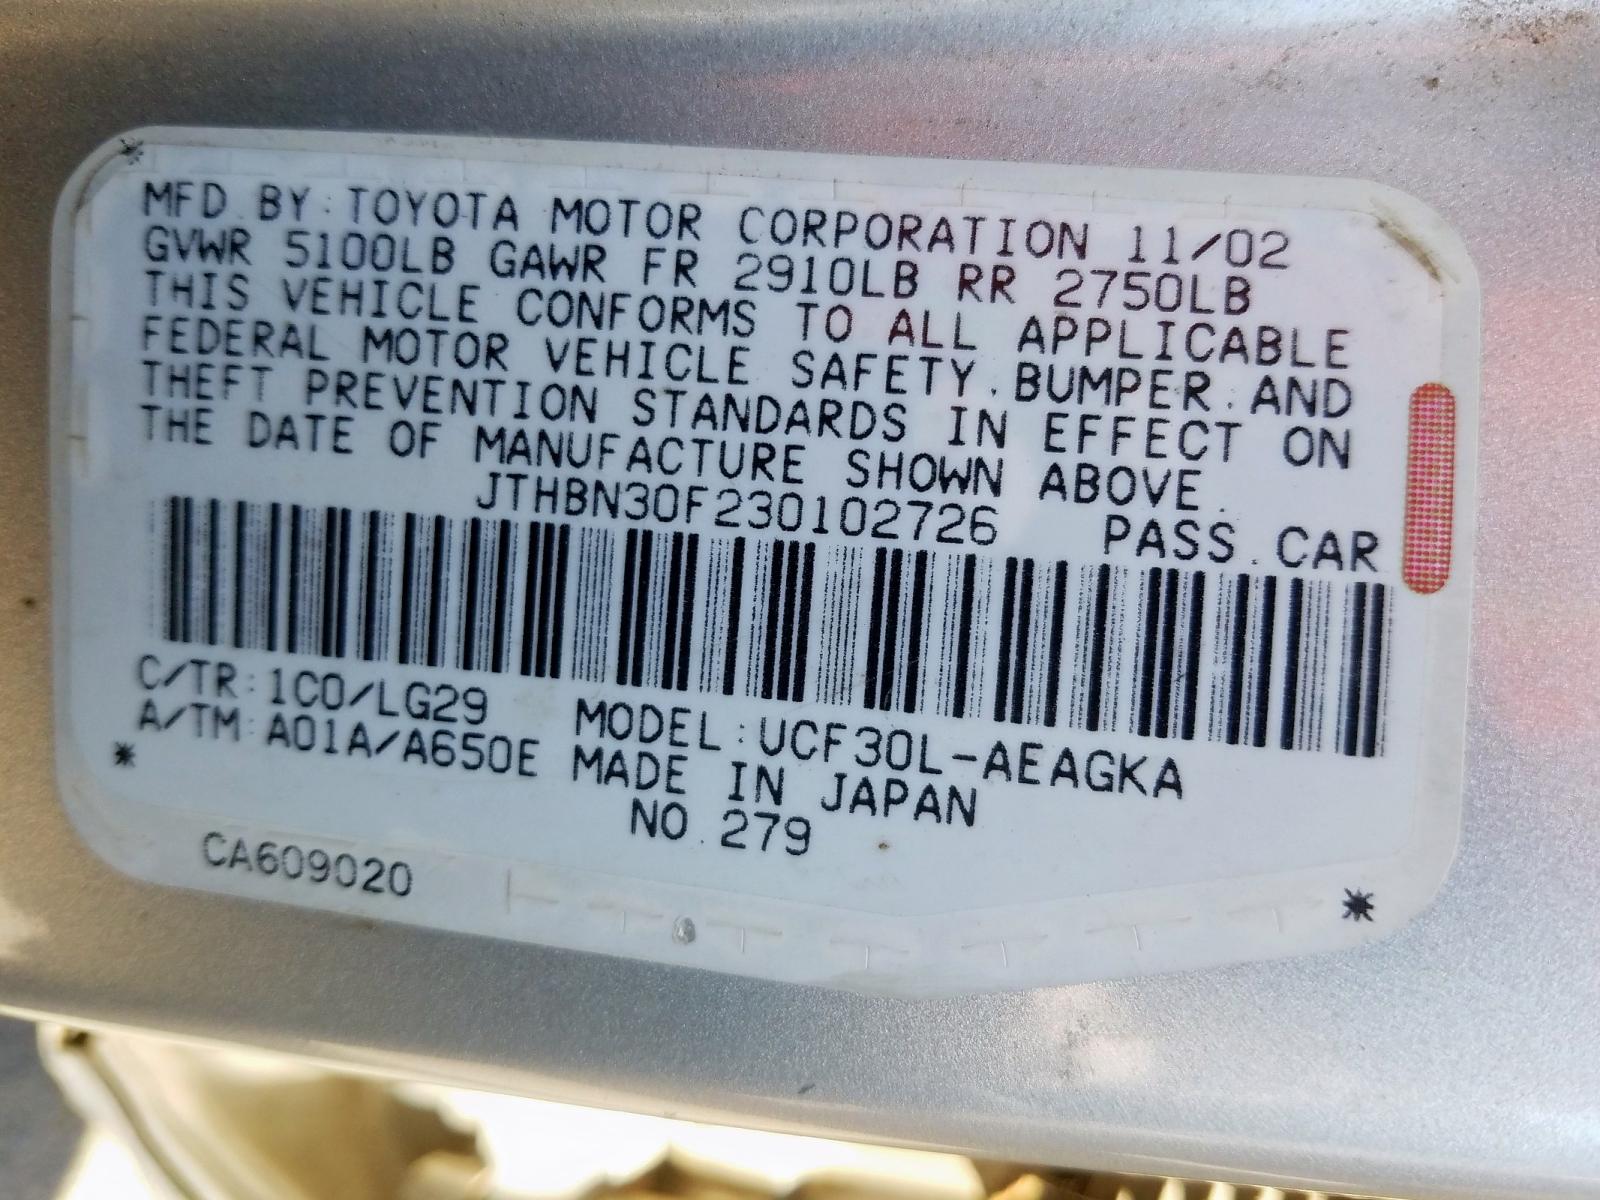 MFD. BY: TOYOTA MOTOR CORPORATION 11/02
GVWR 5100LB GAWR FR 2910LB RR 2750LB
THIS VEHICLE CONFORMS TO ALL APPLICABLE
FEDERAL MOTOR VEHICLE SAFETY, BUMPER, AND
THEFT PREVENTION STANDARDS IN EFFECT ON
THE DATE OF MANUFACTURE SHOWN ABOVE.
JTHBN30F230102726 PASS. CAR
C/TR: 1C0/LG29 MODEL: UCF30L-AEAGKA
A/TM: A01A/A650E MADE IN JAPAN
NO. 279
CA609020